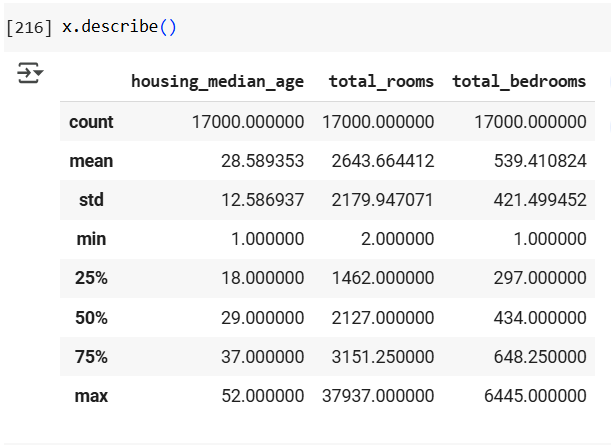 [216] x.describe()
housing_median_age total_rooms total_bedrooms
count 17000.000000 17000.000000 17000.000000
mean 28.589353 2643.664412 539.410824
std 12.586937 2179.947071 421.499452
min 1.000000 2.000000 1.000000
25% 18.000000 1462.000000 297.000000
50% 29.000000 2127.000000 434.000000
75% 37.000000 3151.250000 648.250000
max 52.000000 37937.000000 6445.000000